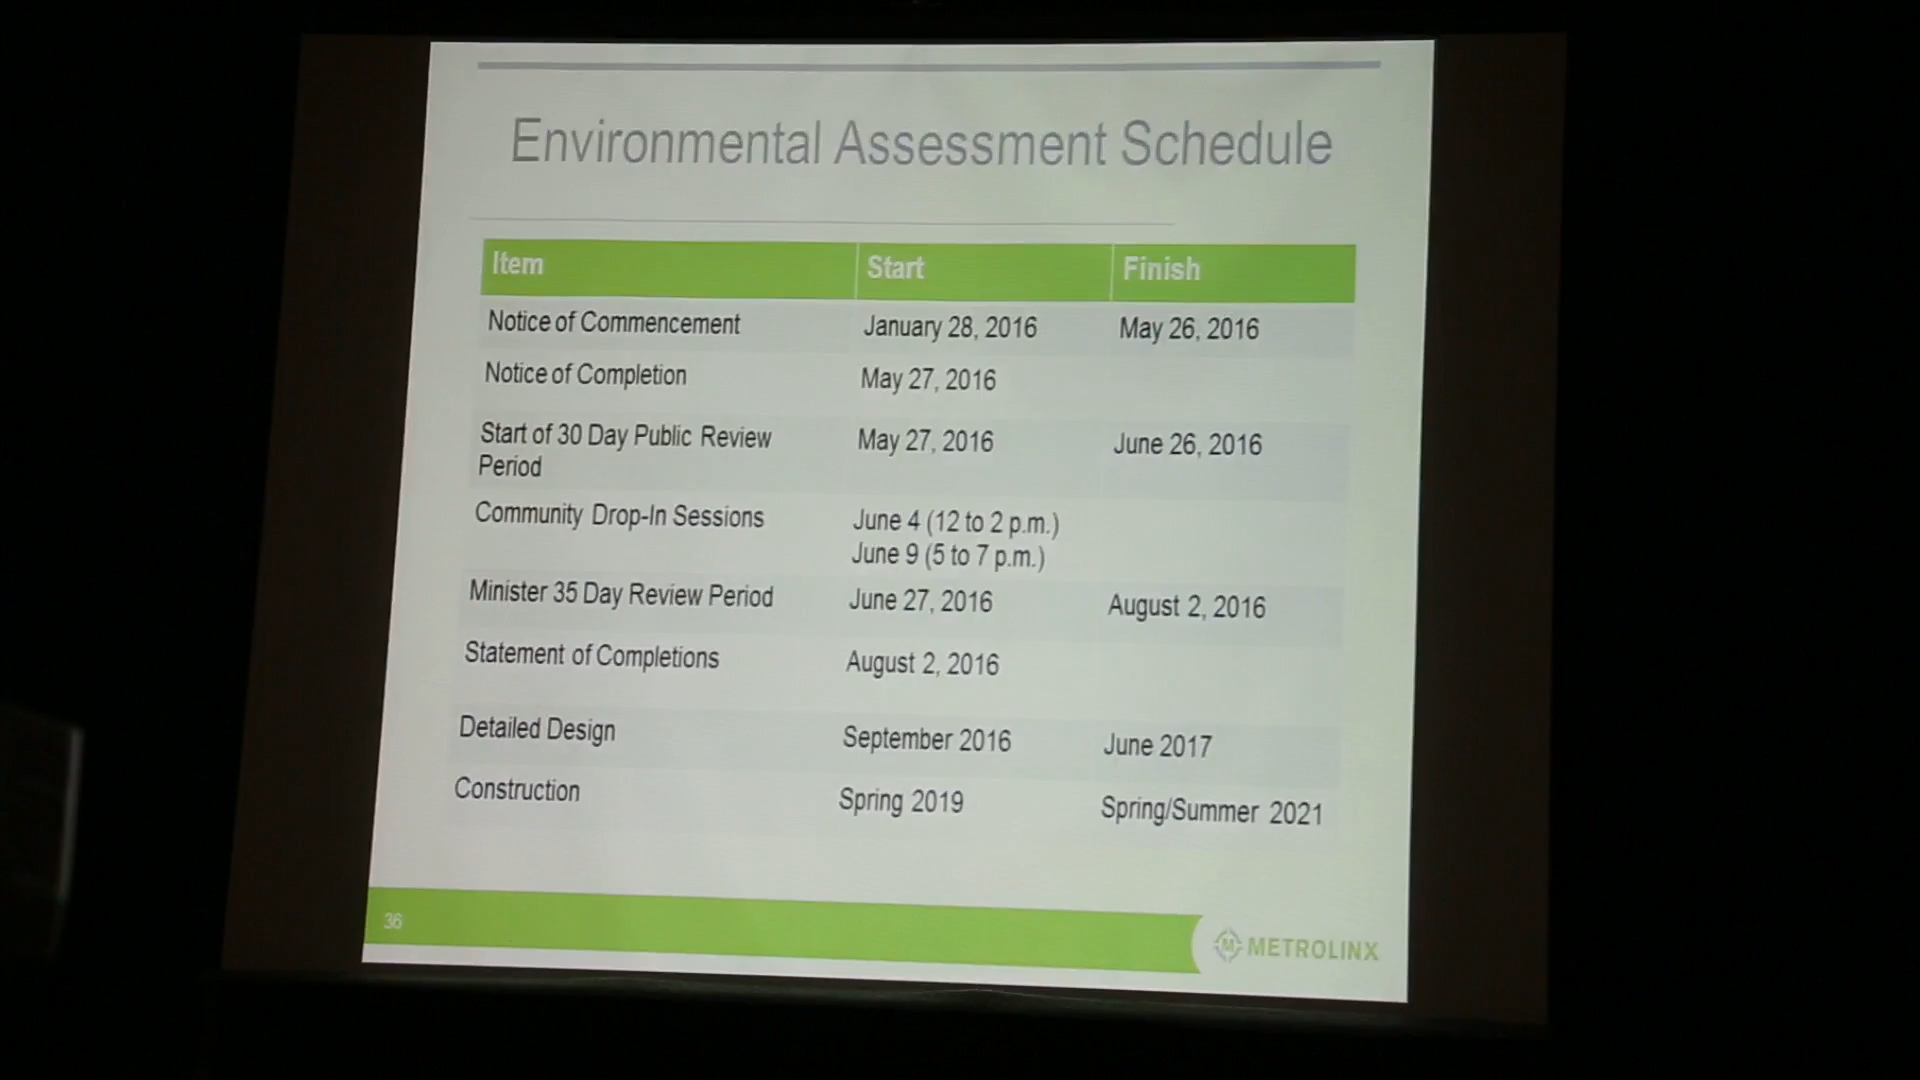 Environmental Assessment Schedule
Item Start Finish
Notice of Commencement January 28, 2016 May 26, 2016
Notice of Completion May 27, 2016
Start of 30 Day Public Review May 27, 2016 June 26, 2016
Period
Community Drop-In Sessions June 4 (12 to 2 p.m.)
June 9 (5 to 7 p.m.)
Minister 35 Day Review Period June 27, 2016 August 2, 2016
Statement of Completions August 2, 2016
Detailed Design September 2016 June 2017
Construction Spring 2019 Spring/Summer 2021
36
M METROLINX